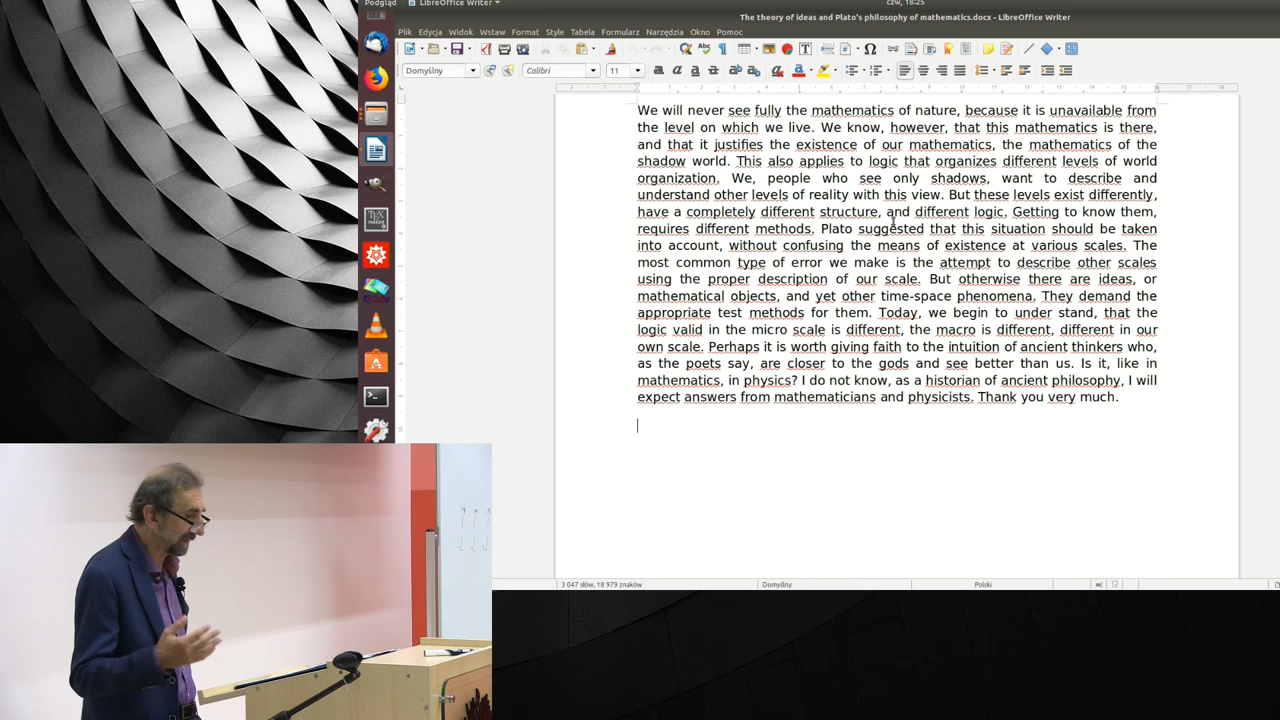 Podgląd
LibreOffice Writer
czw, 18:25
The theory of ideas and Plato's philosophy of mathematics.docx - LibreOffice Writer
Plik Edycja Widok Wstaw Format Style Tabela Formularz Narzędzia Okno Pomoc
Domyślny Calibri 11
We will never see fully the mathematics of nature, because it is unavailable from
the level on which we live. We know, however, that this mathematics is there,
and that it justifies the existence of our mathematics, the mathematics of the
shadow world. This also applies to logic that organizes different levels of world
organization. We, people who see only shadows, want to describe and
understand other levels of reality with this view. But these levels exist differently,
have a completely different structure, and different logic. Getting to know them,
requires different methods. Plato suggested that this situation should be taken
into account, without confusing the means of existence at various scales. The
most common type of error we make is the attempt to describe other scales
using the proper description of our scale. But otherwise there are ideas, or
mathematical objects, and yet other time-space phenomena. They demand the
appropriate test methods for them. Today, we begin to under stand, that the
logic valid in the micro scale is different, the macro is different, different in our
own scale. Perhaps it is worth giving faith to the intuition of ancient thinkers who,
as the poets say, are closer to the gods and see better than us. Is it, like in
mathematics, in physics? I do not know, as a historian of ancient philosophy, I will
expect answers from mathematicians and physicists. Thank you very much.
3 047 słów, 18 979 znaków Domyślny Polski